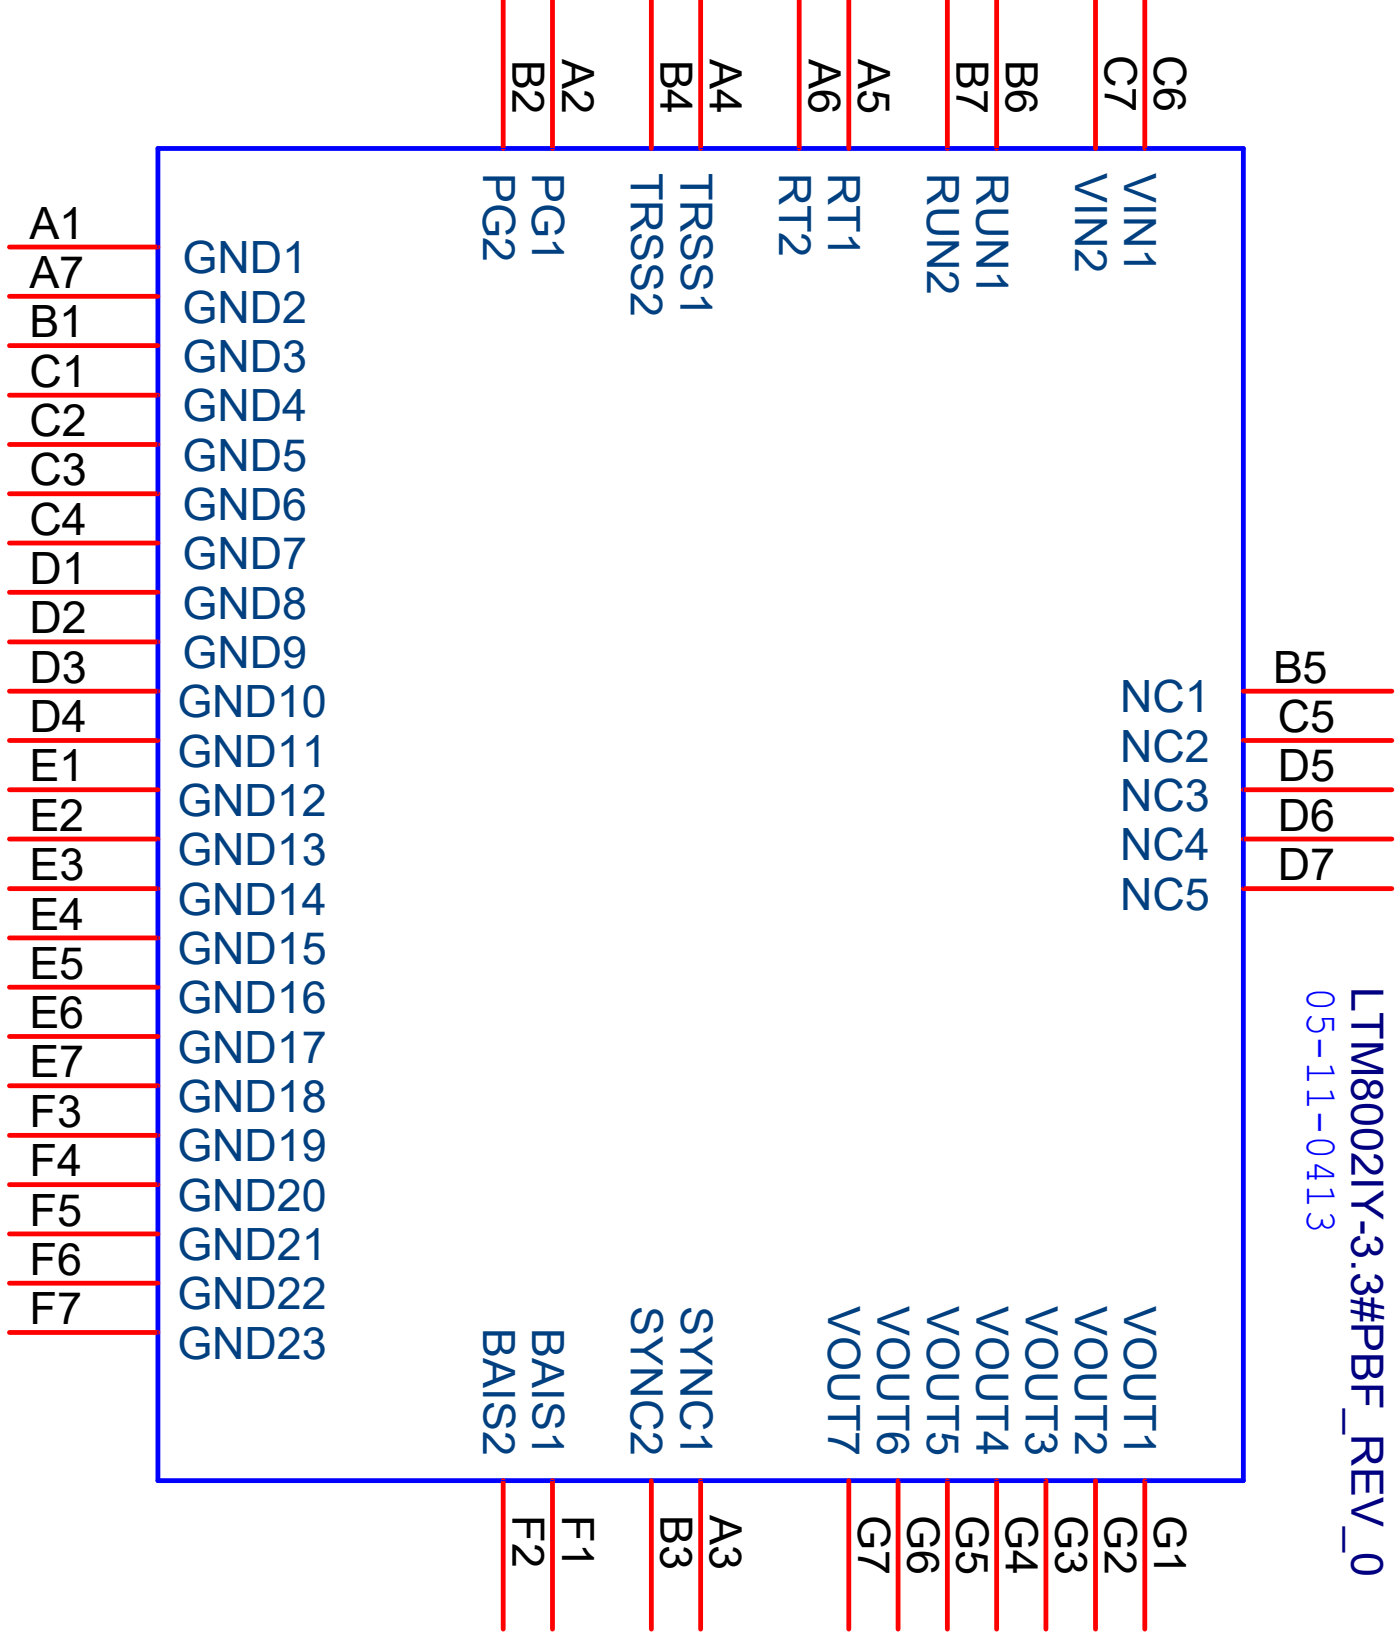 B2
A2
B4
A4
A6
A5
B7
B6
C7
C6
PG2
PG1
TRSS2
TRSS1
RT2
RT1
RUN2
RUN1
VIN2
VIN1
A1
GND1
A7
GND2
B1
GND3
C1
GND4
C2
GND5
C3
GND6
C4
GND7
D1
GND8
D2
GND9
D3
GND10
D4
GND11
E1
GND12
E2
GND13
E3
GND14
E4
GND15
E5
GND16
E6
GND17
E7
GND18
F3
GND19
F4
GND20
F5
GND21
F6
GND22
F7
GND23
NC1
B5
NC2
C5
NC3
D5
NC4
D6
NC5
D7
LTM8002IY-3.3#PBF_REV_0
05-11-0413
BAIS2
BAIS1
SYNC2
SYNC1
VOUT7
VOUT6
VOUT5
VOUT4
VOUT3
VOUT2
VOUT1
F2
F1
B3
A3
G7
G6
G5
G4
G3
G2
G1